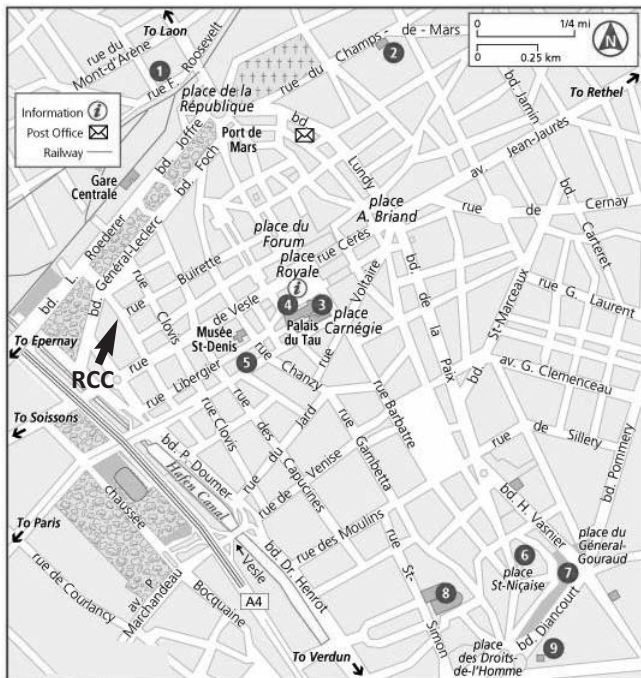 To Laon
rue du
Mont-d'Arène
rue F. Roosevelt
1
place de la
République
rue du Champs-de-Mars
2
0 1/4 mi
0 0.25 km
N
To Rethel
Information i
Post Office
Railway
Port de
Mars
bd. Lundy
bd. Jamin
av. Jean-Jaurès
bd. Joffre
bd. Foch
Gare
Centrale
place
A. Briand
rue de Cernay
bd. Carteret
bd. L. Roederer
bd. Général-Leclerc
place du
Forum
place
Royale
rue Cérès
rue Buirette
rue Clovis
rue de Vesle
i
4
3
Palais
du Tau
place
Carnégie
rue Voltaire
bd. de la Paix
bd. St-Marceaux
rue G. Laurent
To Epernay
RCC
Musée
St-Denis
5
rue Libergier
rue Chanzy
av. G. Clemenceau
To Soissons
rue Clovis
rue des Capucines
rue du Jard
rue Gambetta
rue Barbatre
rue de Sillery
bd. Pommery
bd. P. Doumer
Hafen Canal
rue de Venise
chaussée Bocquaine
To Paris
rue de Courlancy
av. P. Marchandeau
Vesle
A4
bd. Dr. Henrot
rue des Moulins
rue St-Simon
bd. H. Vasnier
place du
Géneral-
Gouraud
6
place
St-Niçaise
7
8
bd. Diancourt
9
place
des Droits-
de-l'Homme
To Verdun